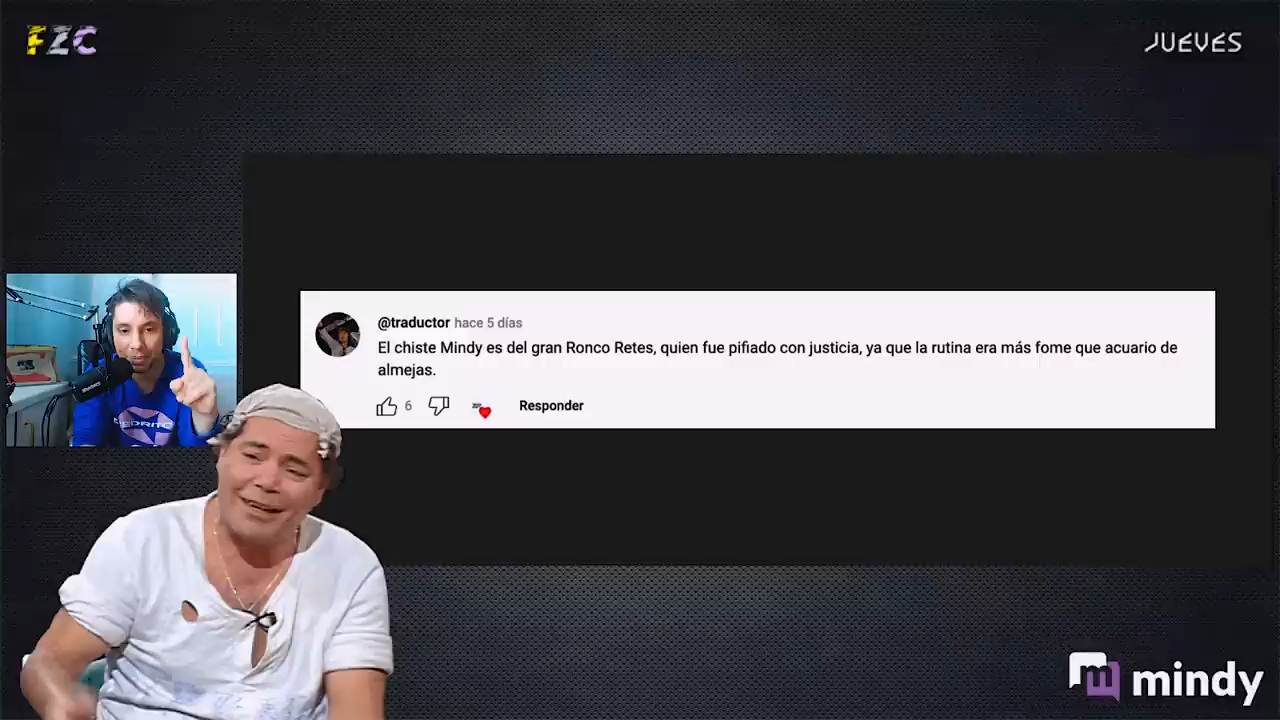 FZC
JUEVES
@traductor hace 5 días
El chiste Mindy es del gran Ronco Retes, quien fue pifiado con justicia, ya que la rutina era más fome que acuario de
almejas.
6
Responder
m mindy